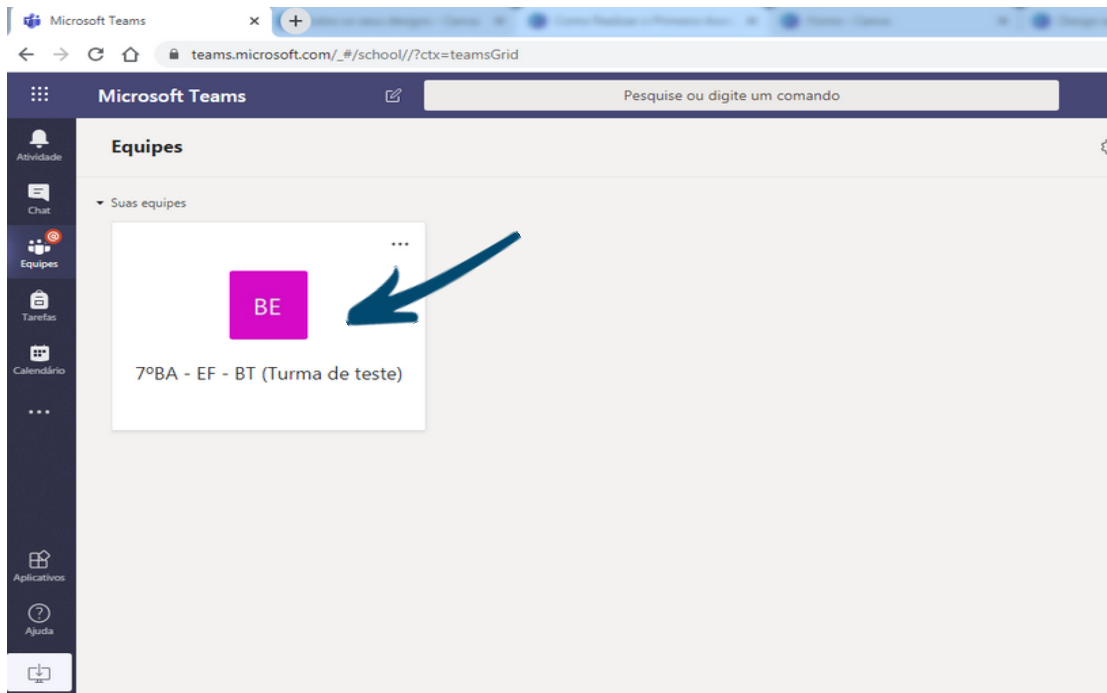 Microsoft Teams
teams.microsoft.com/_#/school//?ctx=teamsGrid
Microsoft Teams
Pesquise ou digite um comando
Atividade
Equipes
Chat
Suas equipes
Equipes
BE
7ºBA - EF - BT (Turma de teste)
Tarefas
Calendário
Aplicativos
Ajuda